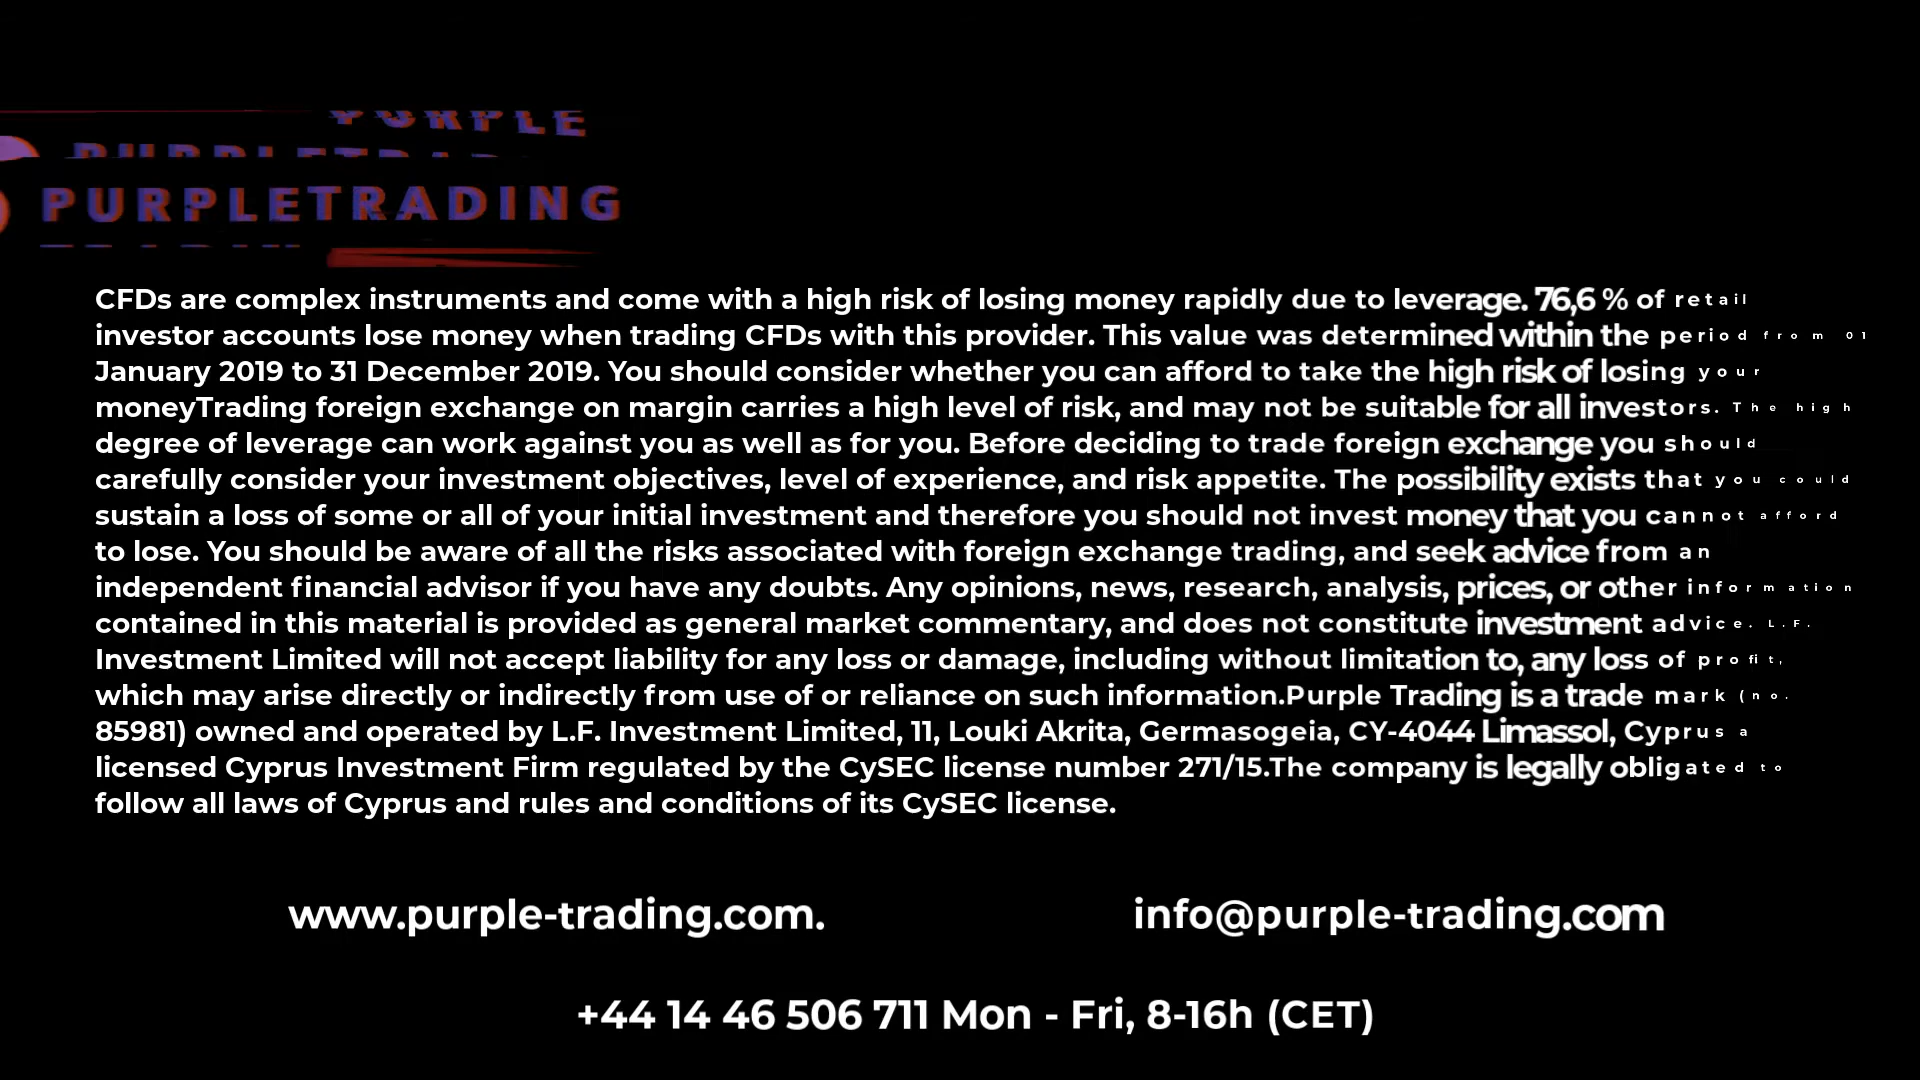 PURPLE
PURPLETRADING
CFDs are complex instruments and come with a high risk of losing money rapidly due to leverage. 76,6 % of retail
investor accounts lose money when trading CFDs with this provider. This value was determined within the period from 01
January 2019 to 31 December 2019. You should consider whether you can afford to take the high risk of losing your
moneyTrading foreign exchange on margin carries a high level of risk, and may not be suitable for all investors. The high
degree of leverage can work against you as well as for you. Before deciding to trade foreign exchange you should
carefully consider your investment objectives, level of experience, and risk appetite. The possibility exists that you could
sustain a loss of some or all of your initial investment and therefore you should not invest money that you cannot afford
to lose. You should be aware of all the risks associated with foreign exchange trading, and seek advice from an
independent financial advisor if you have any doubts. Any opinions, news, research, analysis, prices, or other information
contained in this material is provided as general market commentary, and does not constitute investment advice. L.F.
Investment Limited will not accept liability for any loss or damage, including without limitation to, any loss of profit,
which may arise directly or indirectly from use of or reliance on such information.Purple Trading is a trade mark (no.
85981) owned and operated by L.F. Investment Limited, 11, Louki Akrita, Germasogeia, CY-4044 Limassol, Cyprus a
licensed Cyprus Investment Firm regulated by the CySEC license number 271/15.The company is legally obligated to
follow all laws of Cyprus and rules and conditions of its CySEC license.
www.purple-trading.com.
info@purple-trading.com
+44 14 46 506 711 Mon - Fri, 8-16h (CET)